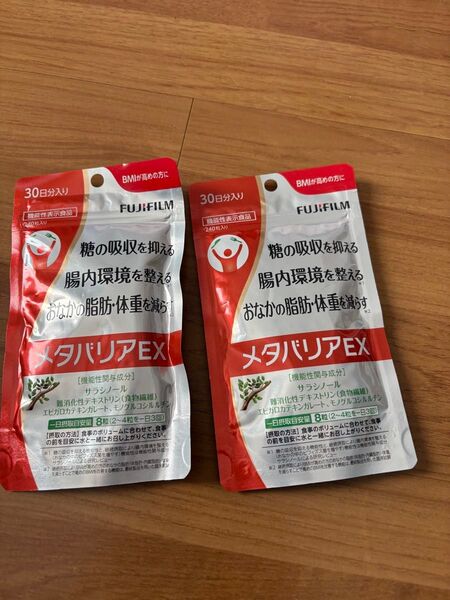 BMIが高めの方に
30日分入り
FUJIFILM
機能性表示食品
240粒入り
糖の吸収を抑える
腸内環境を整える
おなかの脂肪・体重を減らす
メタバリアEX
[機能性関与成分]
サラシノール
難消化性デキストリン(食物繊維)
エピガロカテキンガレート、モノグルコシルルチン
一日摂取目安量 8粒(2~4粒を一日3回)
[摂取の方法]食事のボリュームに合わせて、食事
の前を目安に水と一緒にお召し上がりください。
BMIが高めの方に
30日分入り
FUJIFILM
機能性表示食品
240粒入り
糖の吸収を抑える
腸内環境を整える
おなかの脂肪・体重を減らす
メタバリアEX
[機能性関与成分]
サラシノール
難消化性デキストリン(食物繊維)
エピガロカテキンガレート、モノグルコシルルチン
一日摂取目安量 8粒(2~4粒を一日3回)
[摂取の方法]食事のボリュームに合わせて、食事
の前を目安に水と一緒にお召し上がりください。